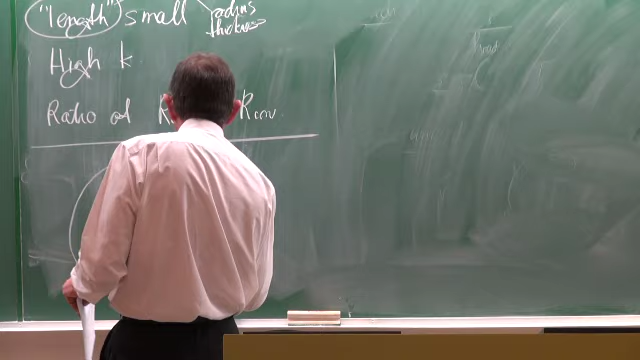 "length" small radius
thickness
High k
Ratio of R Rconv